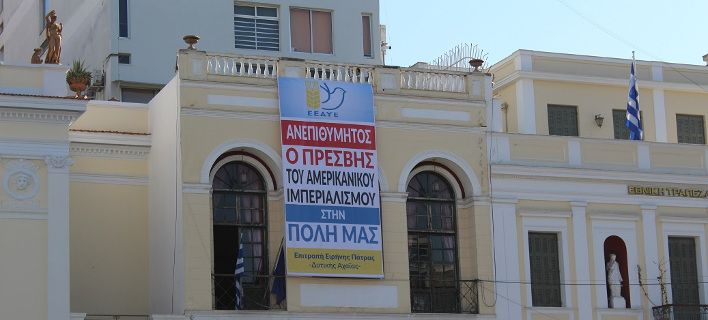 ΕΕΔΥΕ
ΑΝΕΠΙΘΥΜΗΤΟΣ
Ο ΠΡΕΣΒΗΣ
ΤΟΥ ΑΜΕΡΙΚΑΝΙΚΟΥ
ΙΜΠΕΡΙΑΛΙΣΜΟΥ
ΣΤΗΝ
ΠΟΛΗ ΜΑΣ
Επιτροπή Ειρήνης Πάτρας
-Δυτικής Αχαΐας-
ΕΘΝΙΚΗ ΤΡΑΠΕΖΑ